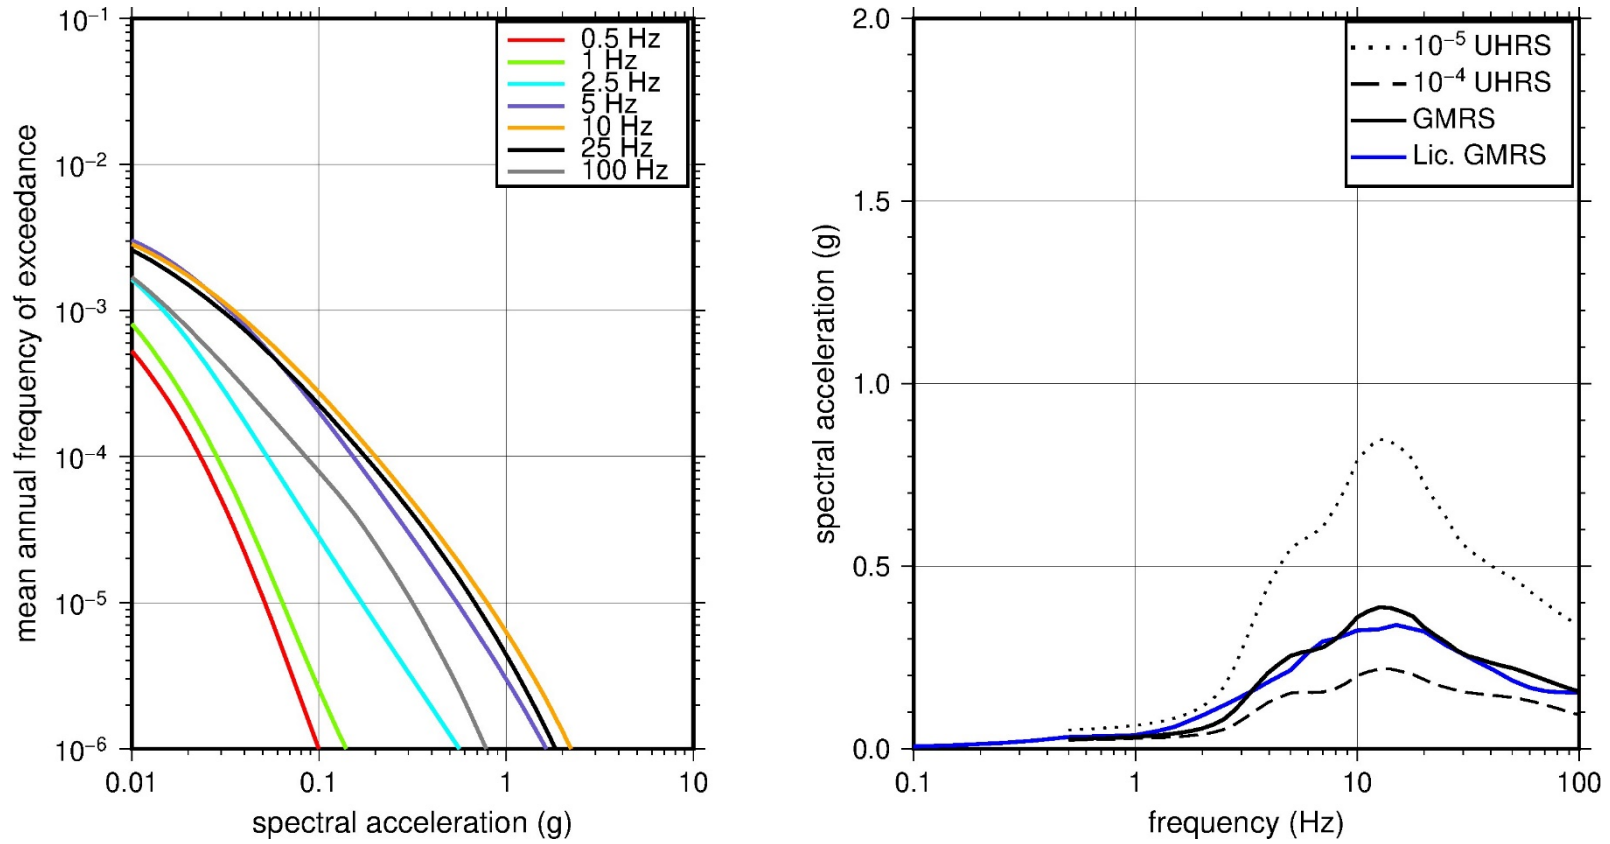 mean annual frequency of exceedance
10⁻¹
10⁻²
10⁻³
10⁻⁴
10⁻⁵
10⁻⁶
0.5 Hz
1 Hz
2.5 Hz
5 Hz
10 Hz
25 Hz
100 Hz
0.01
0.1
1
10
spectral acceleration (g)
spectral acceleration (g)
2.0
1.5
1.0
0.5
0.0
10⁻⁵ UHRS
10⁻⁴ UHRS
GMRS
Lic. GMRS
0.1
1
10
100
frequency (Hz)